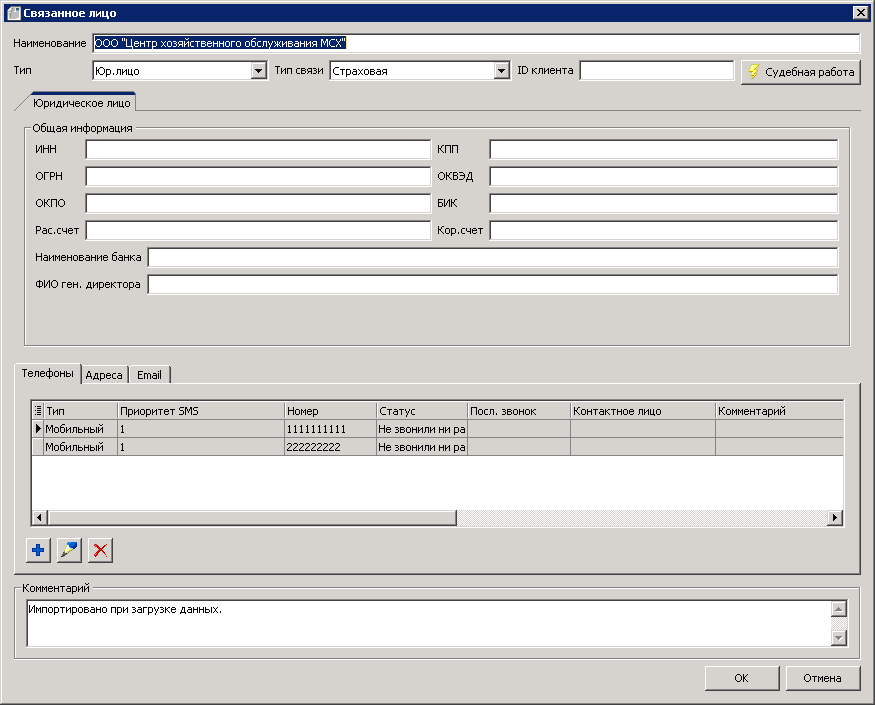 Связанное лицо
Наименование ООО "Центр хозяйственного обслуживания МСХ"
Тип Юр.лицо Тип связи Страховая ID клиента Судебная работа
Юридическое лицо
Общая информация
ИНН КПП
ОГРН ОКВЭД
ОКПО БИК
Рас.счет Кор.счет
Наименование банка
ФИО ген. директора
Телефоны Адреса Email
Тип Приоритет SMS Номер Статус Посл. звонок Контактное лицо Комментарий
Мобильный 1 1111111111 Не звонили ни ра
Мобильный 1 222222222 Не звонили ни ра
Комментарий
Импортировано при загрузке данных.
OK Отмена